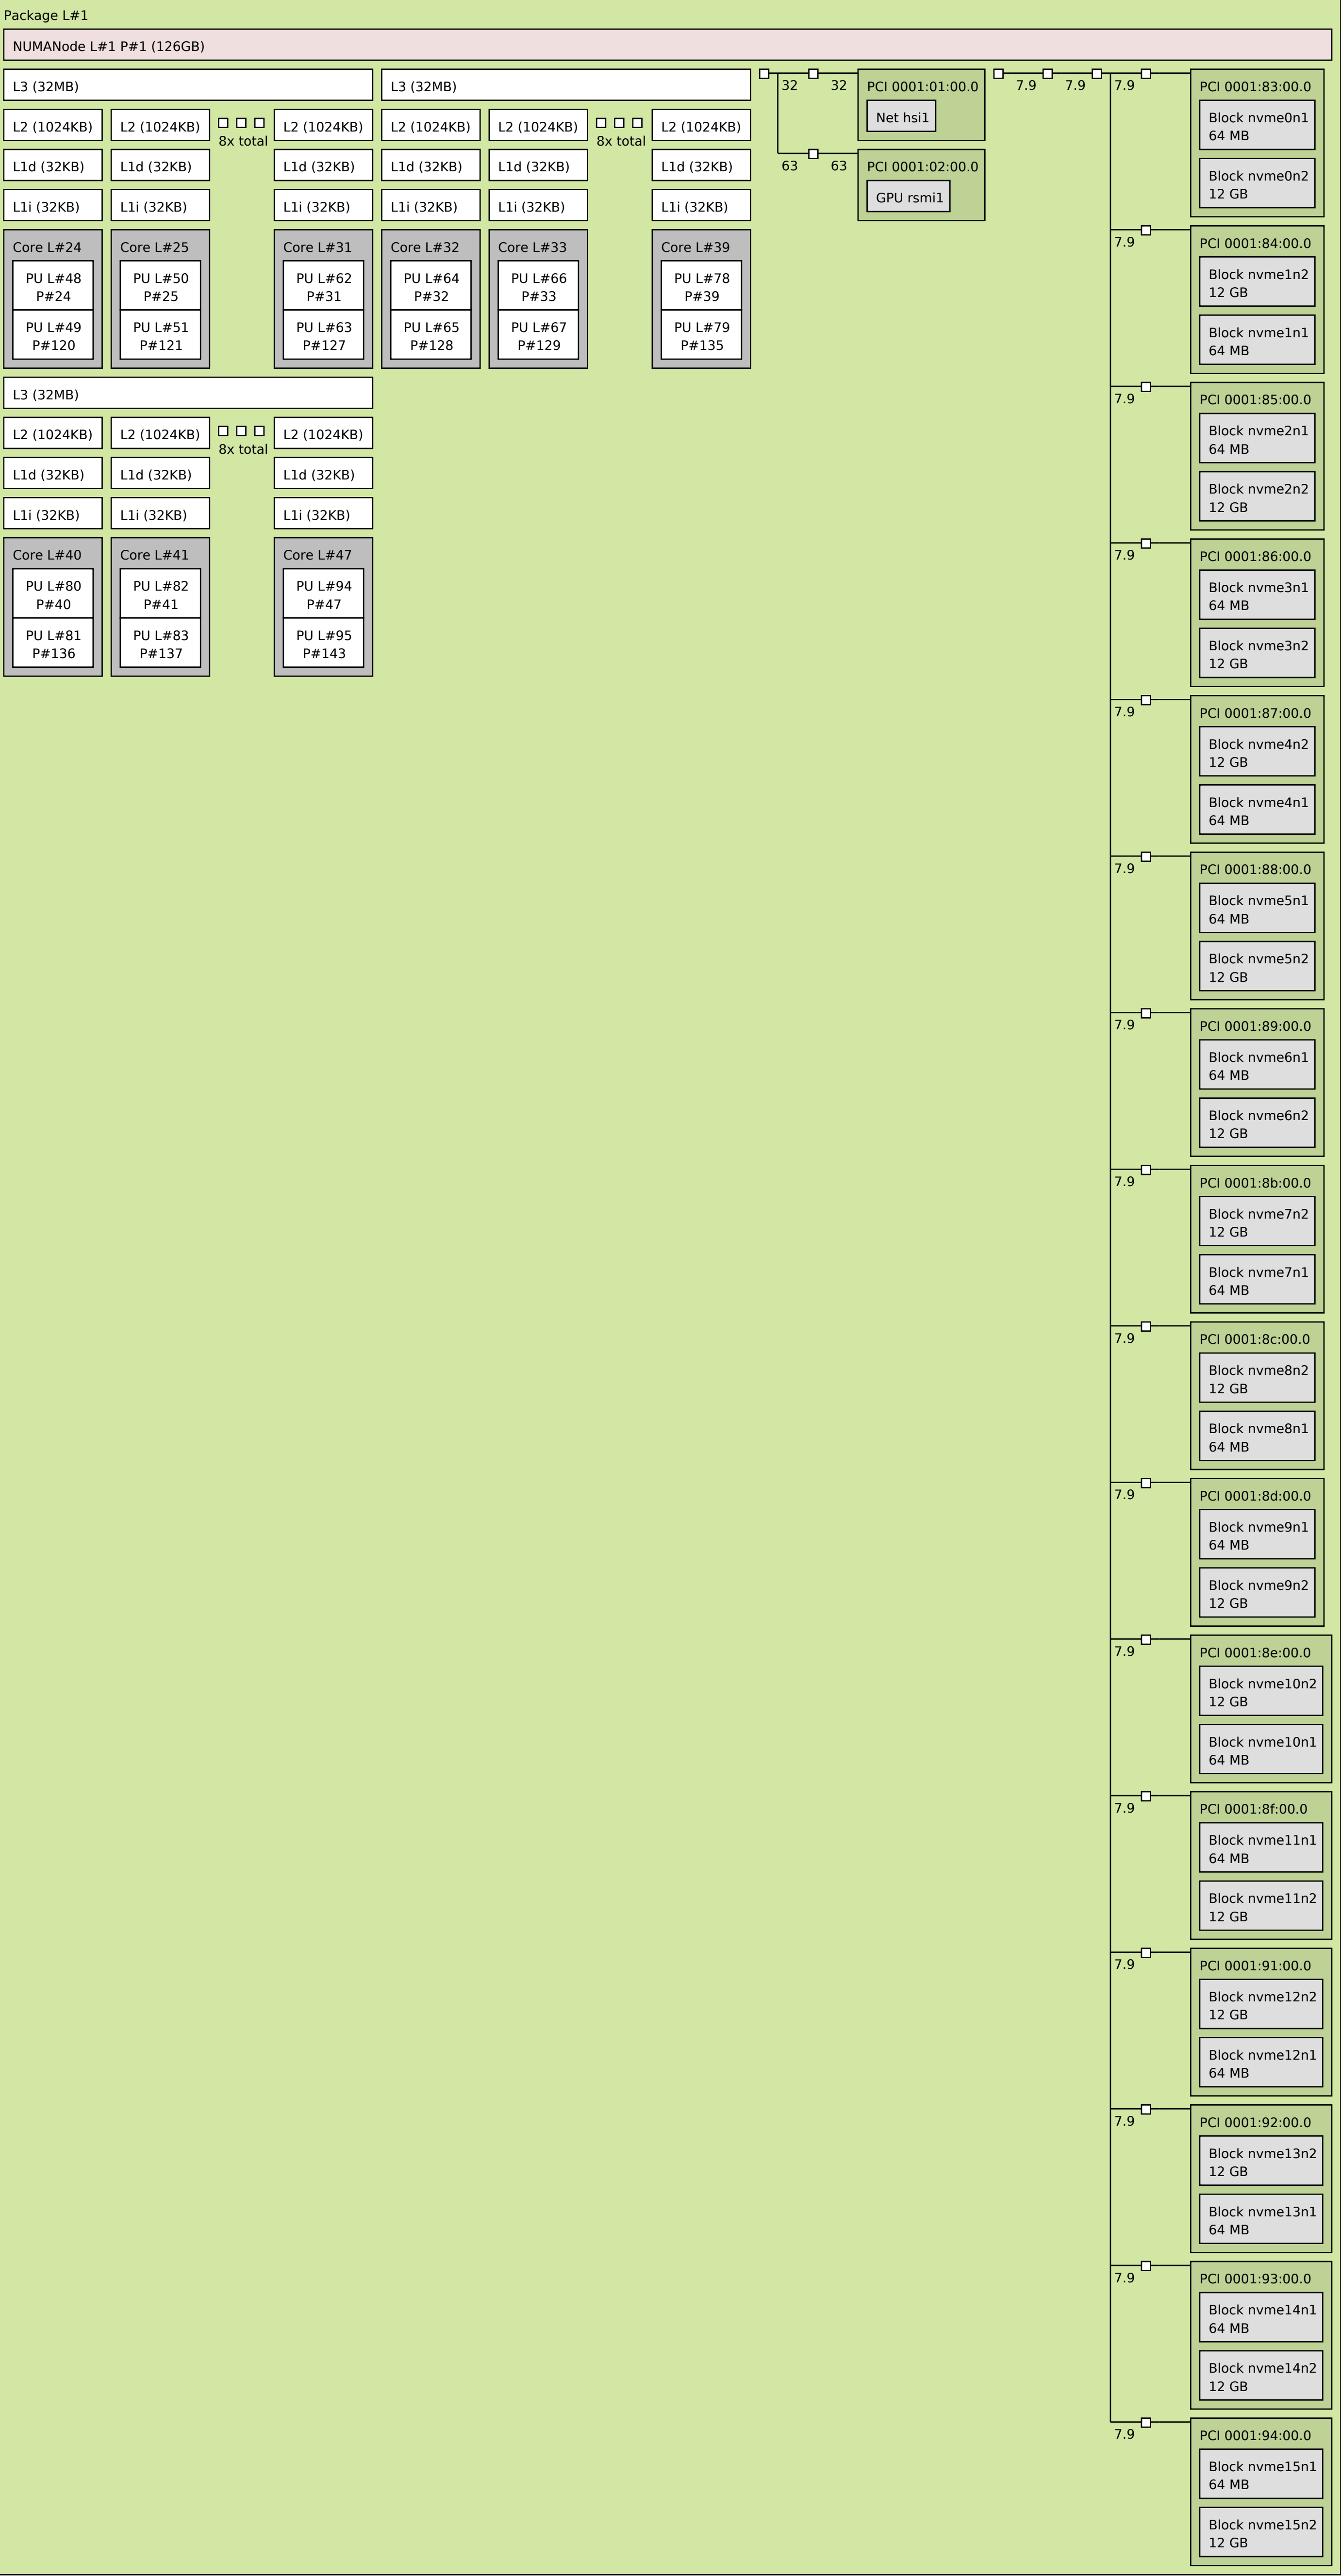 Package L#1
NUMANode L#1 P#1 (126GB)
L3 (32MB)
L2 (1024KB)
L2 (1024KB)
8x total
L2 (1024KB)
L1d (32KB)
L1d (32KB)
L1d (32KB)
L1i (32KB)
L1i (32KB)
L1i (32KB)
Core L#24
PU L#48
P#24
PU L#49
P#120
Core L#25
PU L#50
P#25
PU L#51
P#121
Core L#31
PU L#62
P#31
PU L#63
P#127
L3 (32MB)
L2 (1024KB)
L2 (1024KB)
8x total
L2 (1024KB)
L1d (32KB)
L1d (32KB)
L1d (32KB)
L1i (32KB)
L1i (32KB)
L1i (32KB)
Core L#32
PU L#64
P#32
PU L#65
P#128
Core L#33
PU L#66
P#33
PU L#67
P#129
Core L#39
PU L#78
P#39
PU L#79
P#135
L3 (32MB)
L2 (1024KB)
L2 (1024KB)
8x total
L2 (1024KB)
L1d (32KB)
L1d (32KB)
L1d (32KB)
L1i (32KB)
L1i (32KB)
L1i (32KB)
Core L#40
PU L#80
P#40
PU L#81
P#136
Core L#41
PU L#82
P#41
PU L#83
P#137
Core L#47
PU L#94
P#47
PU L#95
P#143
32
32
PCI 0001:01:00.0
Net hsi1
63
63
PCI 0001:02:00.0
GPU rsmi1
7.9
7.9
7.9
PCI 0001:83:00.0
Block nvme0n1
64 MB
Block nvme0n2
12 GB
7.9
PCI 0001:84:00.0
Block nvme1n2
12 GB
Block nvme1n1
64 MB
7.9
PCI 0001:85:00.0
Block nvme2n1
64 MB
Block nvme2n2
12 GB
7.9
PCI 0001:86:00.0
Block nvme3n1
64 MB
Block nvme3n2
12 GB
7.9
PCI 0001:87:00.0
Block nvme4n2
12 GB
Block nvme4n1
64 MB
7.9
PCI 0001:88:00.0
Block nvme5n1
64 MB
Block nvme5n2
12 GB
7.9
PCI 0001:89:00.0
Block nvme6n1
64 MB
Block nvme6n2
12 GB
7.9
PCI 0001:8b:00.0
Block nvme7n2
12 GB
Block nvme7n1
64 MB
7.9
PCI 0001:8c:00.0
Block nvme8n2
12 GB
Block nvme8n1
64 MB
7.9
PCI 0001:8d:00.0
Block nvme9n1
64 MB
Block nvme9n2
12 GB
7.9
PCI 0001:8e:00.0
Block nvme10n2
12 GB
Block nvme10n1
64 MB
7.9
PCI 0001:8f:00.0
Block nvme11n1
64 MB
Block nvme11n2
12 GB
7.9
PCI 0001:91:00.0
Block nvme12n2
12 GB
Block nvme12n1
64 MB
7.9
PCI 0001:92:00.0
Block nvme13n2
12 GB
Block nvme13n1
64 MB
7.9
PCI 0001:93:00.0
Block nvme14n1
64 MB
Block nvme14n2
12 GB
7.9
PCI 0001:94:00.0
Block nvme15n1
64 MB
Block nvme15n2
12 GB